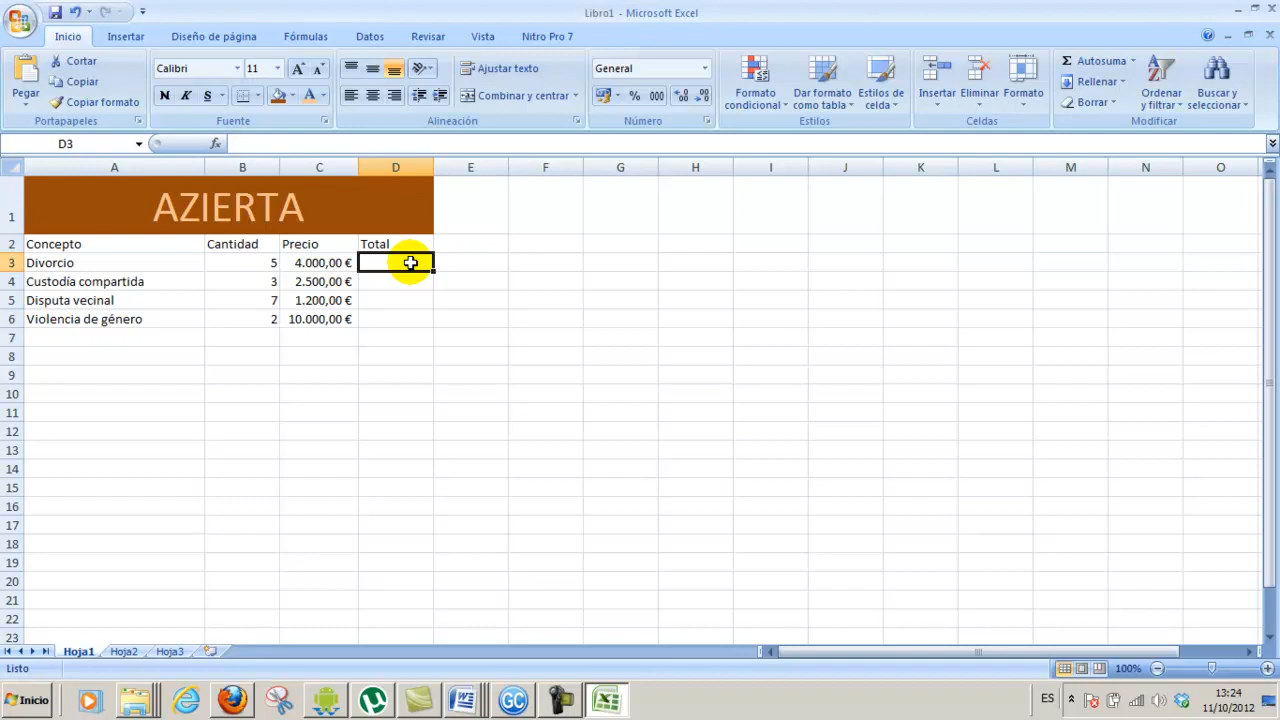 Libro1 - Microsoft Excel
Inicio Insertar Diseño de página Fórmulas Datos Revisar Vista Nitro Pro 7
Pegar
Cortar
Copiar
Copiar formato
Portapapeles
Calibri 11
N K S
Fuente
Ajustar texto
Combinar y centrar
Alineación
General
% 000
Número
Formato condicional
Dar formato como tabla
Estilos de celda
Estilos
Insertar Eliminar Formato
Celdas
Σ Autosuma
Rellenar
Borrar
Ordenar y filtrar
Buscar y seleccionar
Modificar
D3 fx
A B C D E F G H I J K L M N O
1 AZIERTA
2 Concepto Cantidad Precio Total
3 Divorcio 5 4.000,00 €
4 Custodía compartida 3 2.500,00 €
5 Disputa vecinal 7 1.200,00 €
6 Violencia de género 2 10.000,00 €
7
8
9
10
11
12
13
14
15
16
17
18
19
20
21
22
23
Hoja1 Hoja2 Hoja3
Listo 100%
Inicio GC ES 13:24
11/10/2012